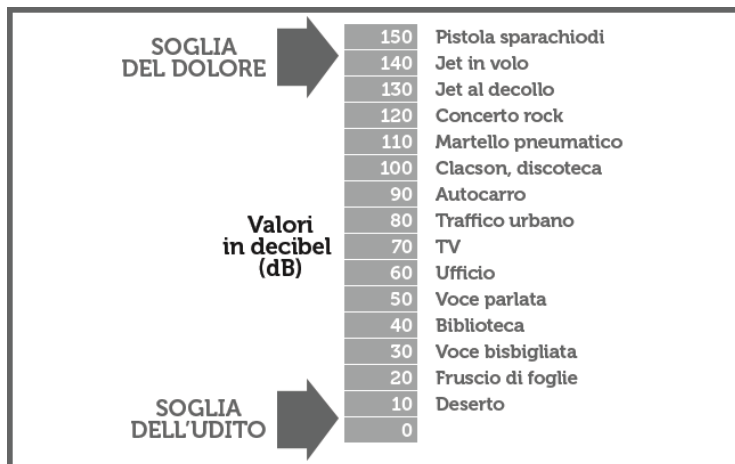 SOGLIA
DEL DOLORE
150 Pistola sparachiodi
140 Jet in volo
130 Jet al decollo
120 Concerto rock
110 Martello pneumatico
100 Clacson, discoteca
90 Autocarro
80 Traffico urbano
Valori
in decibel
(dB)
70 TV
60 Ufficio
50 Voce parlata
40 Biblioteca
30 Voce bisbigliata
20 Fruscio di foglie
SOGLIA
DELL'UDITO
10 Deserto
0